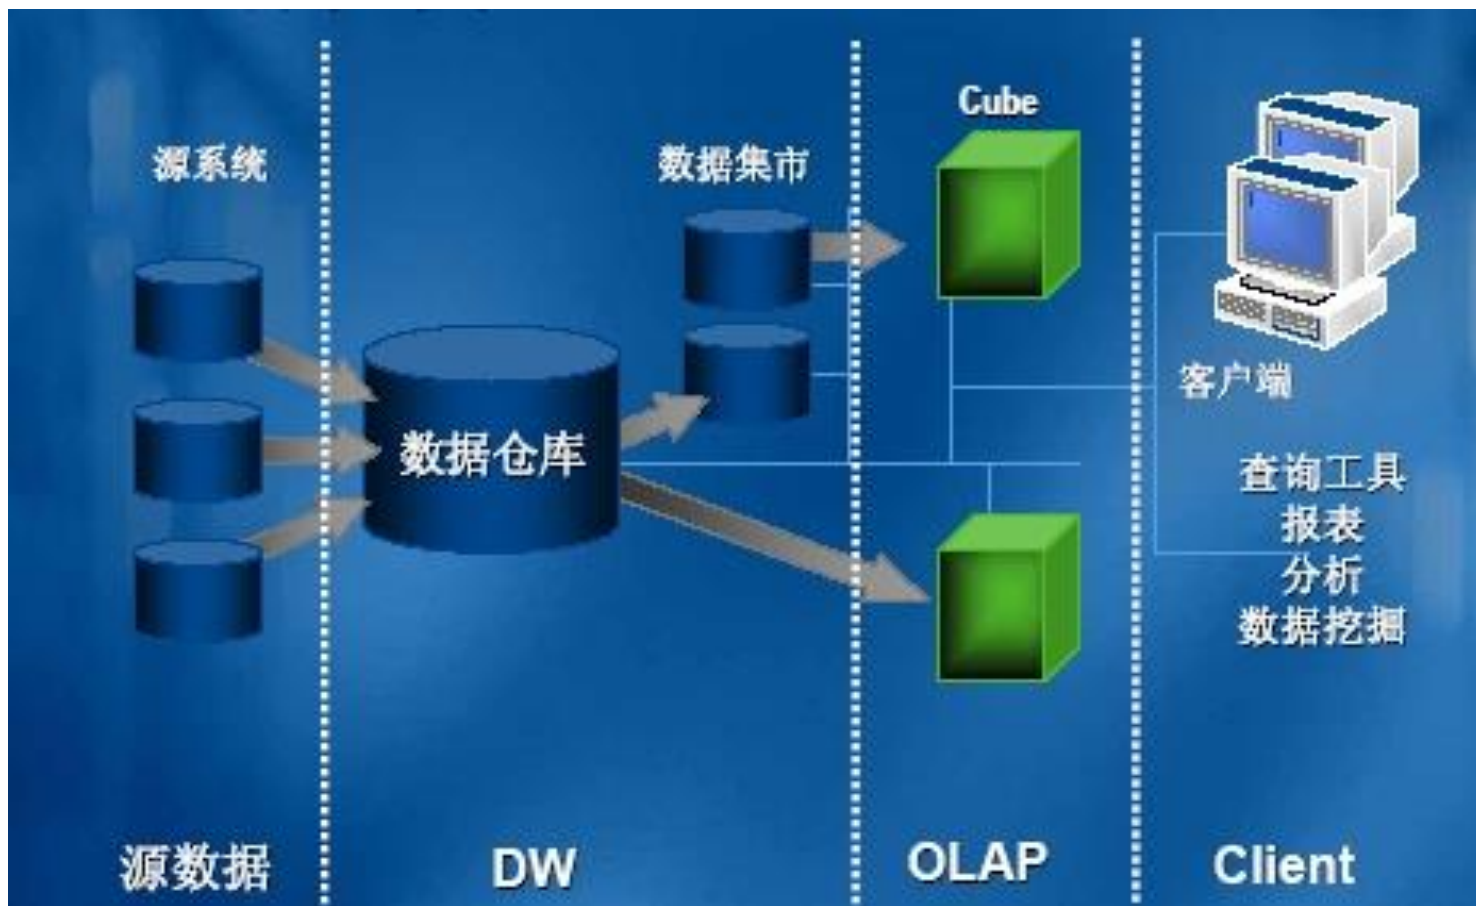 源系统
数据集市
Cube
数据仓库
客户端
查询工具
报表
分析
数据挖掘
源数据
DW
OLAP
Client